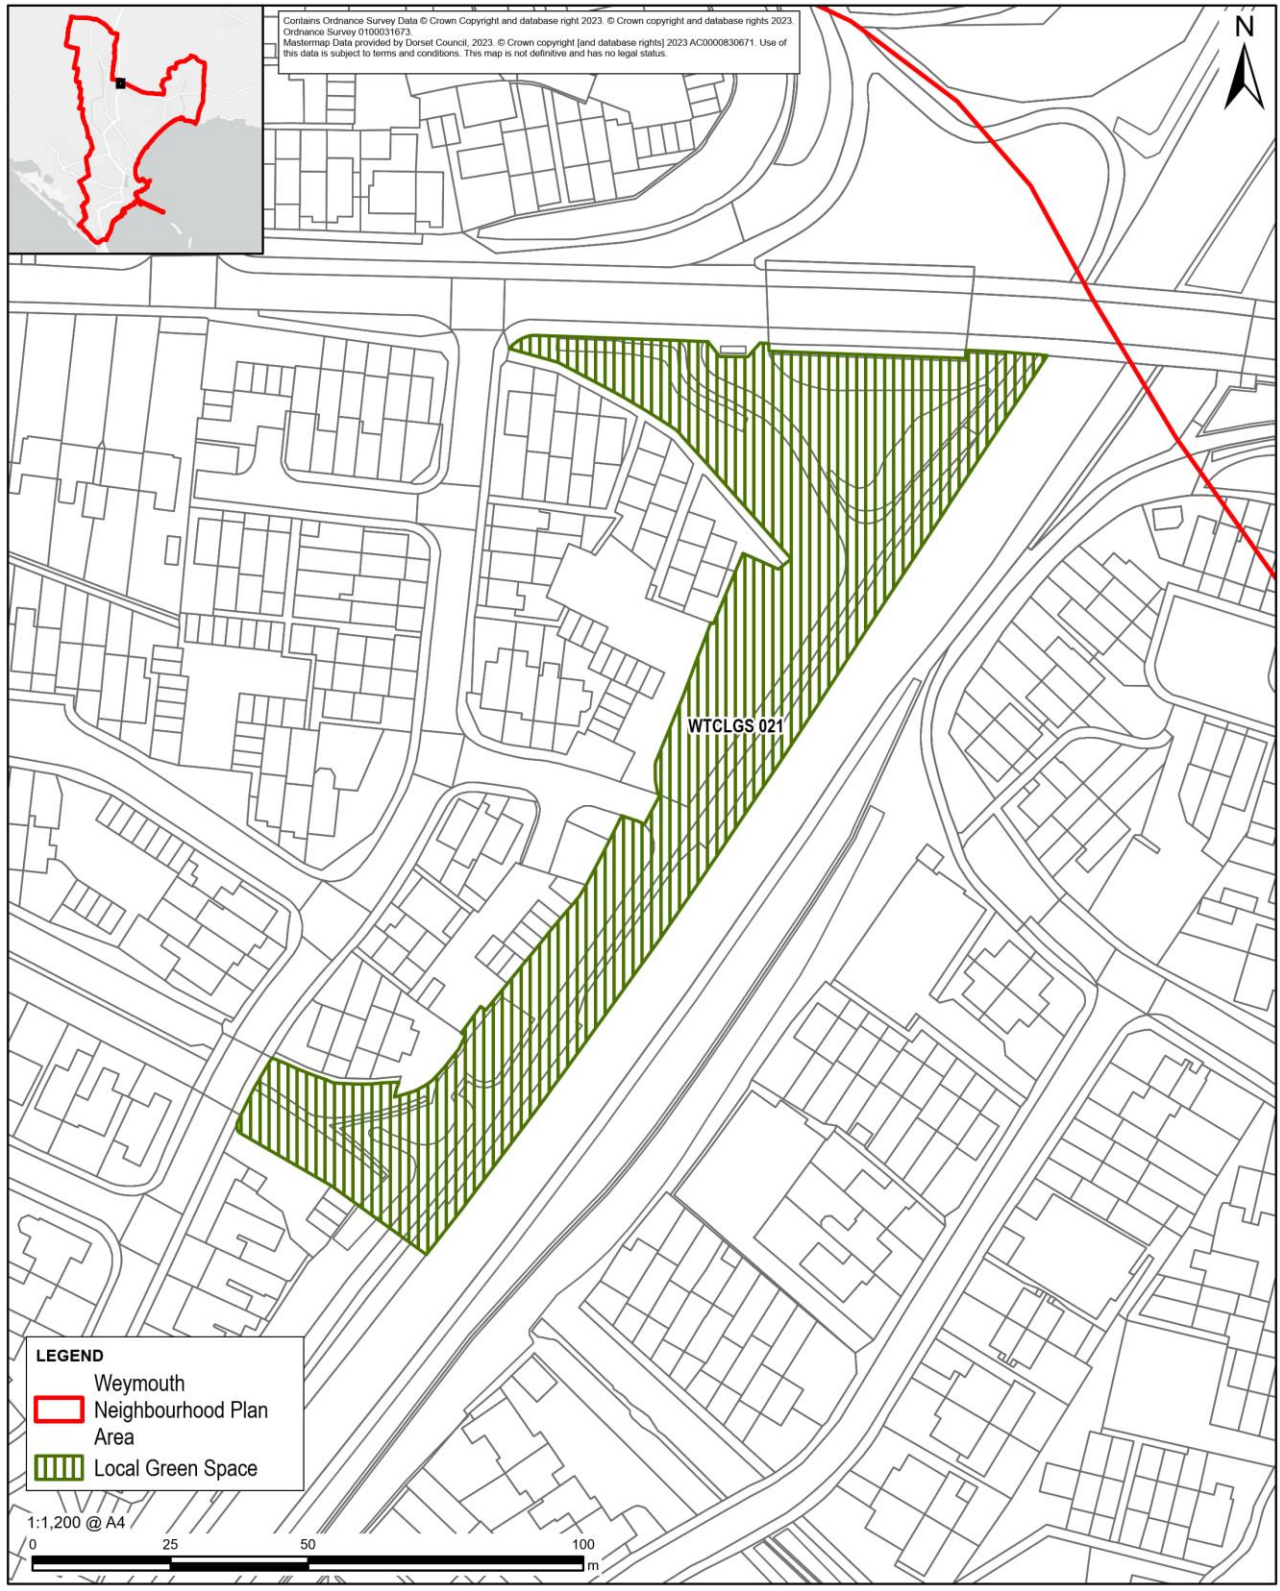 Contains Ordnance Survey Data © Crown Copyright and database right 2023. © Crown copyright and database rights 2023.
Ordnance Survey 0100031673.
Mastermap Data provided by Dorset Council, 2023. © Crown copyright [and database rights] 2023 AC0000830671. Use of
this data is subject to terms and conditions. This map is not definitive and has no legal status.
N
WTCLGS 021
LEGEND
Weymouth
Neighbourhood Plan
Area
Local Green Space
1:1,200 @ A4
0 25 50 100
m